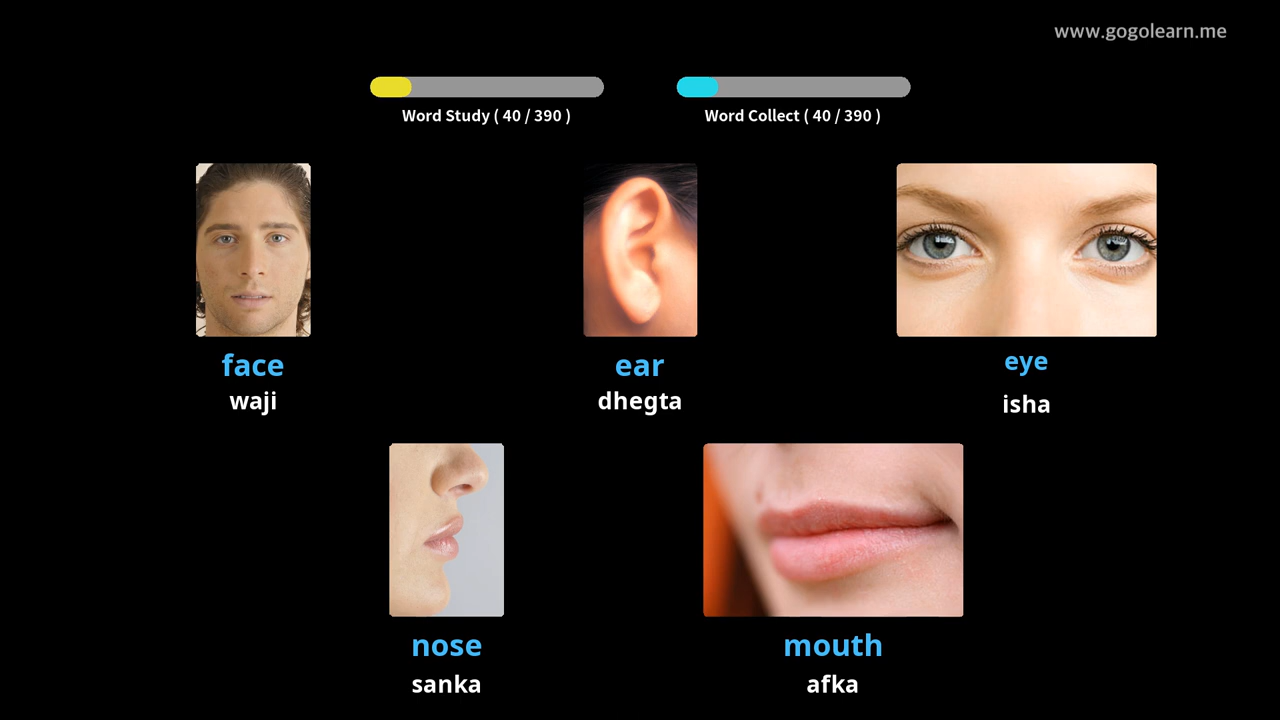 www.gogolearn.me
Word Study ( 40 / 390 )
Word Collect ( 40 / 390 )
face
waji
ear
dhegta
eye
isha
nose
sanka
mouth
afka